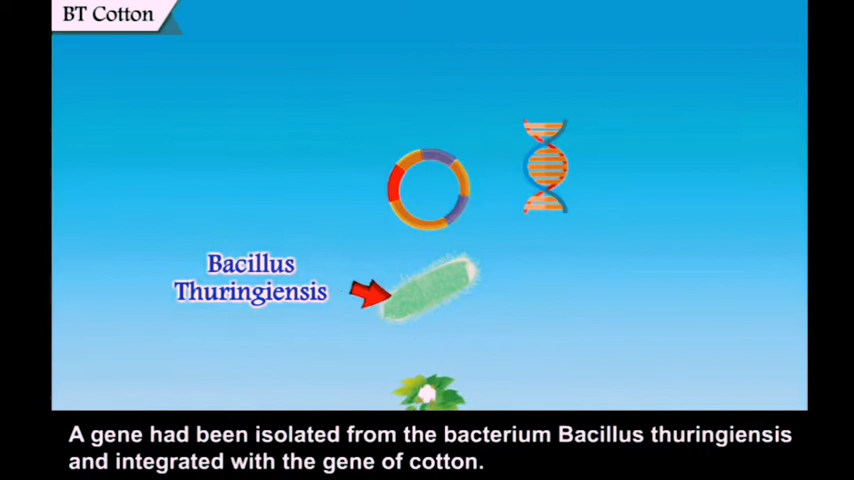 BT Cotton
Bacillus
Thuringiensis
A gene had been isolated from the bacterium Bacillus thuringiensis
and integrated with the gene of cotton.